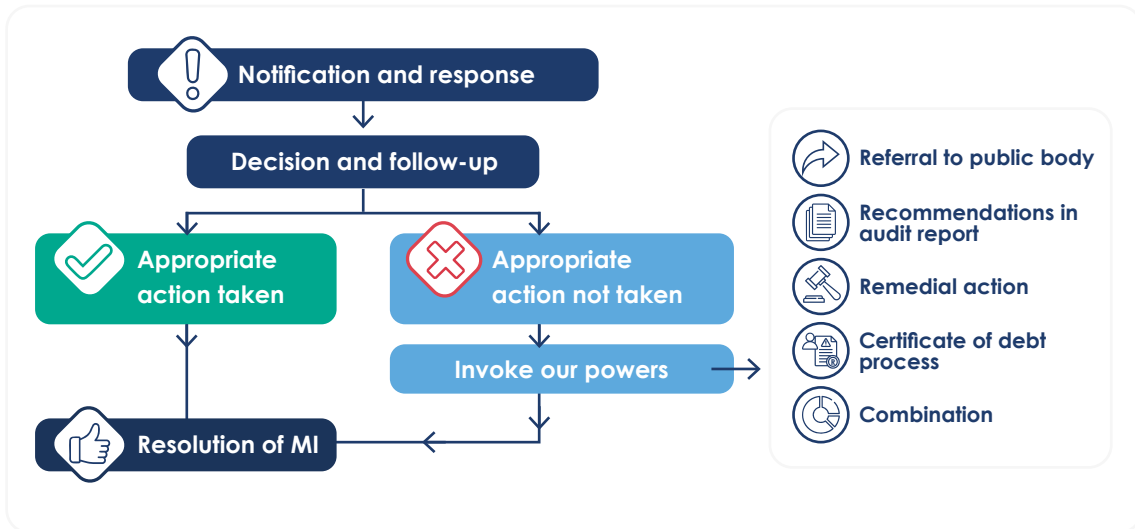 Notification and response
Decision and follow-up
Appropriate
action taken
Appropriate
action not taken
Invoke our powers
Resolution of MI
Referral to public body
Recommendations in
audit report
Remedial action
Certificate of debt
process
Combination